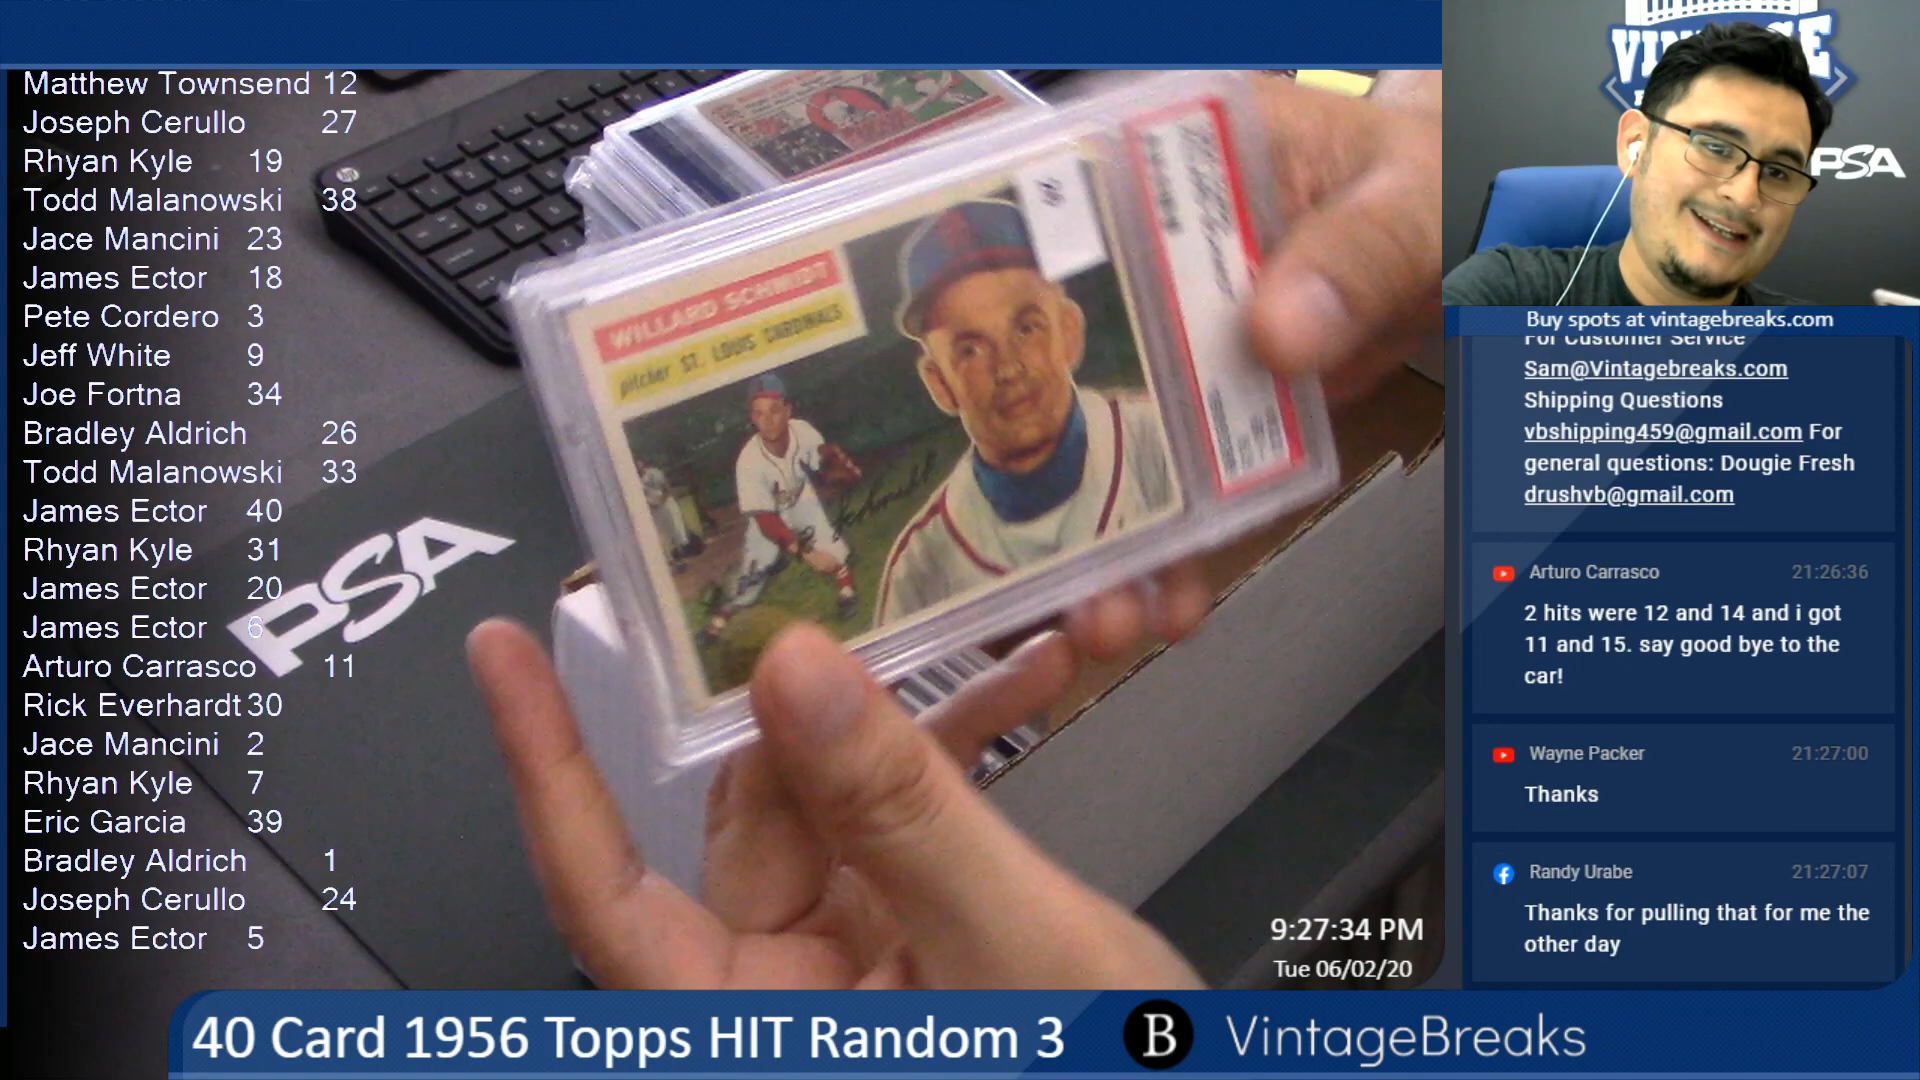 Matthew Townsend 12
Joseph Cerullo 27
Rhyan Kyle 19
Todd Malanowski 38
Jace Mancini 23
James Ector 18
Pete Cordero 3
Jeff White 9
Joe Fortna 34
Bradley Aldrich 26
Todd Malanowski 33
James Ector 40
Rhyan Kyle 31
James Ector 20
James Ector 6
Arturo Carrasco 11
Rick Everhardt 30
Jace Mancini 2
Rhyan Kyle 7
Eric Garcia 39
Bradley Aldrich 1
Joseph Cerullo 24
James Ector 5
WILLARD SCHMIDT
pitcher ST. LOUIS CARDINALS
PSA
9:27:34 PM
Tue 06/02/20
PSA
Buy spots at vintagebreaks.com
For Customer Service
Sam@Vintagebreaks.com
Shipping Questions
vbshipping459@gmail.com For
general questions: Dougie Fresh
drushvb@gmail.com
Arturo Carrasco 21:26:36
2 hits were 12 and 14 and i got
11 and 15. say good bye to the
car!
Wayne Packer 21:27:00
Thanks
Randy Urabe 21:27:07
Thanks for pulling that for me the
other day
40 Card 1956 Topps HIT Random 3
B VintageBreaks